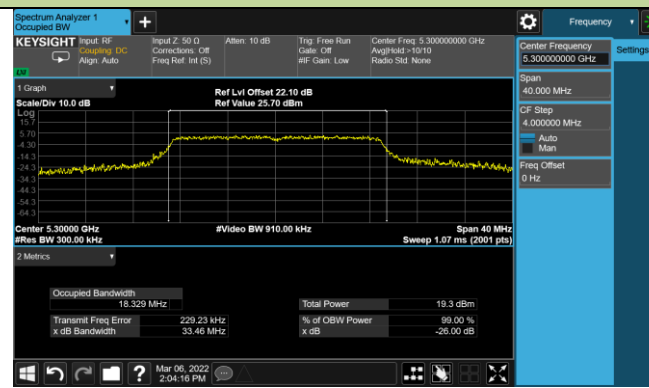 Spectrum Analyzer 1
Occupied BW
Frequency
KEYSIGHT
Input: RF
Coupling: DC
Align: Auto
Input Z: 50 Ω
Corrections: Off
Freq Ref: Int (S)
Atten: 10 dB
Trig: Free Run
Gate: Off
#IF Gain: Low
Center Freq: 5.300000000 GHz
Avg|Hold:>10/10
Radio Std: None
Center Frequency
5.300000000 GHz
Settings
Span
40.000 MHz
CF Step
4.000000 MHz
Auto
Man
Freq Offset
0 Hz
1 Graph
Scale/Div 10.0 dB
Ref Lvl Offset 22.10 dB
Ref Value 25.70 dBm
Log
15.7
5.70
-4.30
-14.3
-24.3
-34.3
-44.3
-54.3
-64.3
Center 5.30000 GHz
#Video BW 910.00 kHz
Span 40 MHz
#Res BW 300.00 kHz
Sweep 1.07 ms (2001 pts)
2 Metrics
Occupied Bandwidth
18.329 MHz
Total Power 19.3 dBm
Transmit Freq Error 229.23 kHz
% of OBW Power 99.00 %
x dB Bandwidth 33.46 MHz
x dB -26.00 dB
Mar 06, 2022
2:04:16 PM